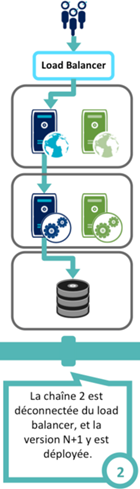 Load Balancer
La chaîne 2 est
déconnectée du load
balancer, et la
version N+1 y est
déployée.
2